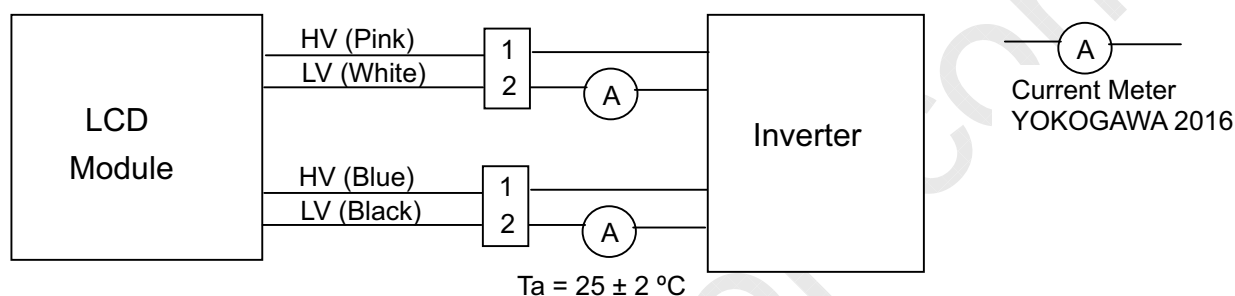 LCD
Module
HV (Pink)
LV (White)
1
2
A
HV (Blue)
LV (Black)
1
2
A
Inverter
A
Current Meter
YOKOGAWA 2016
Ta = 25 ± 2 ºC